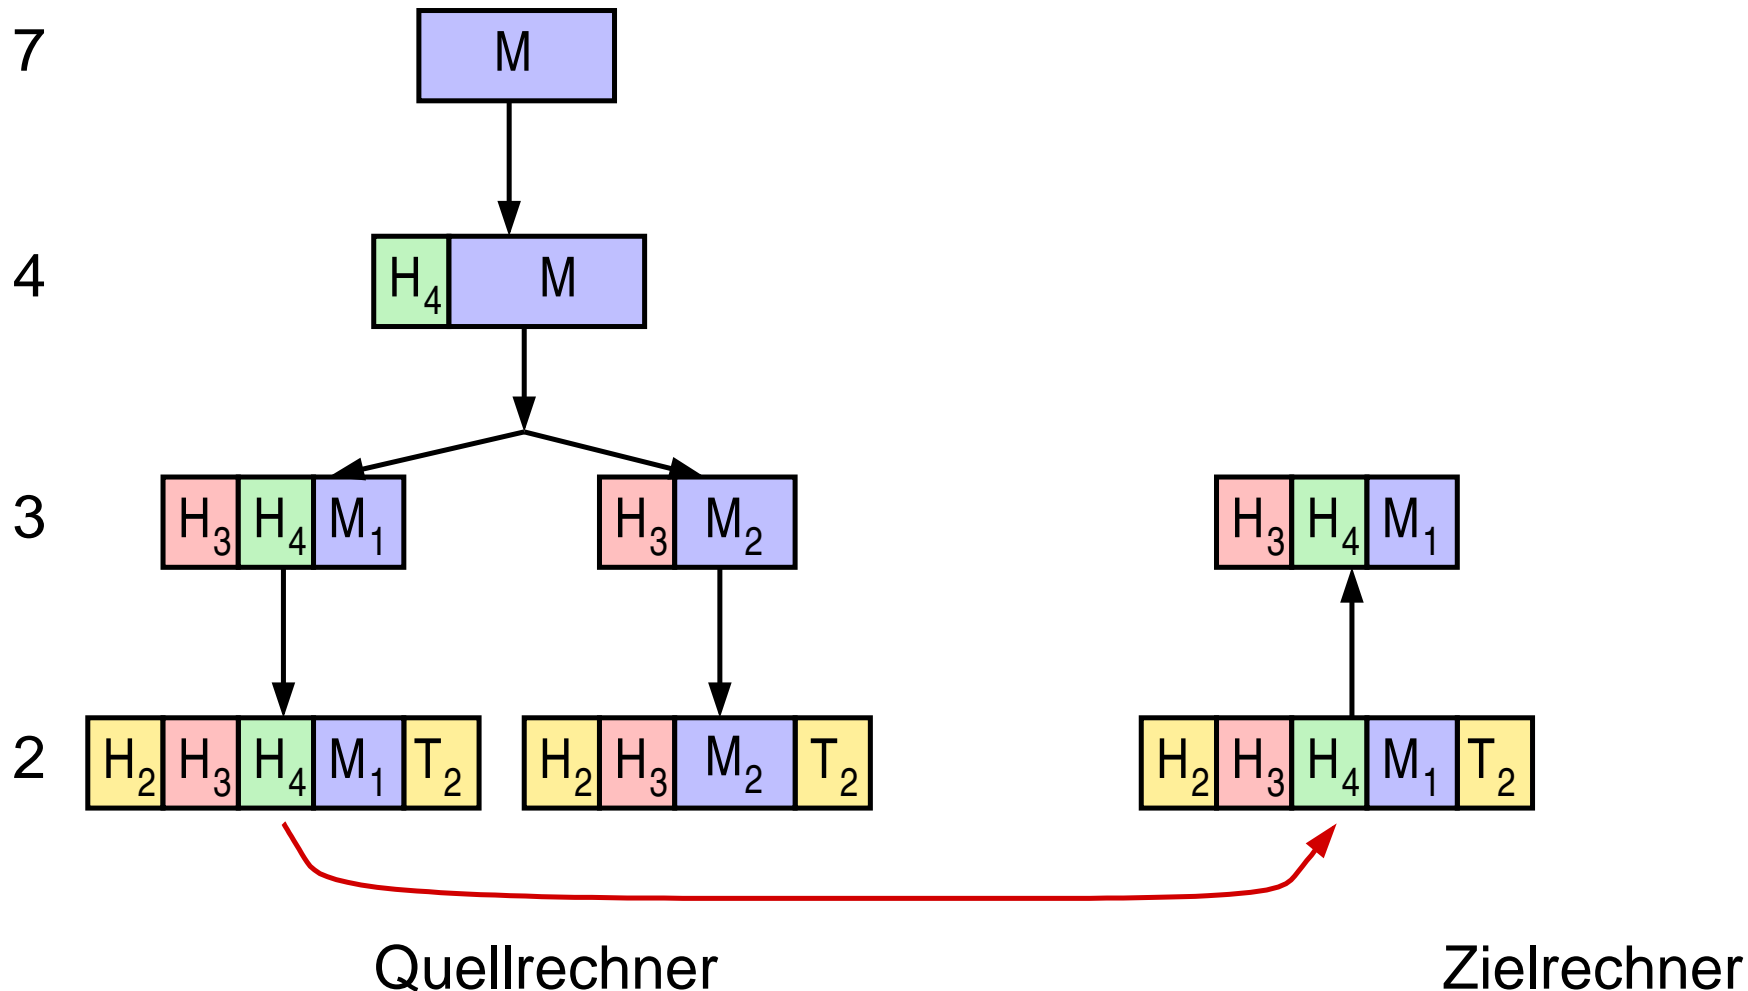 7 M
4 H₄ M
3 H₃ H₄ M₁ H₃ M₂ H₃ H₄ M₁
2 H₂ H₃ H₄ M₁ T₂ H₂ H₃ M₂ T₂ H₂ H₃ H₄ M₁ T₂
Quellrechner Zielrechner